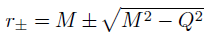 r± = M ± √(M² − Q²)